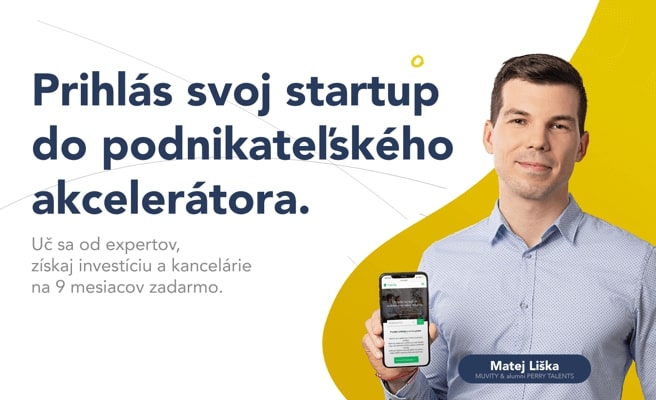 Prihlás svoj startup
do podnikateľského
akcelerátora.
Uč sa od expertov,
získaj investíciu a kancelárie
na 9 mesiacov zadarmo.
Matej Liška
MUVITY & alumni PERRY TALENTS